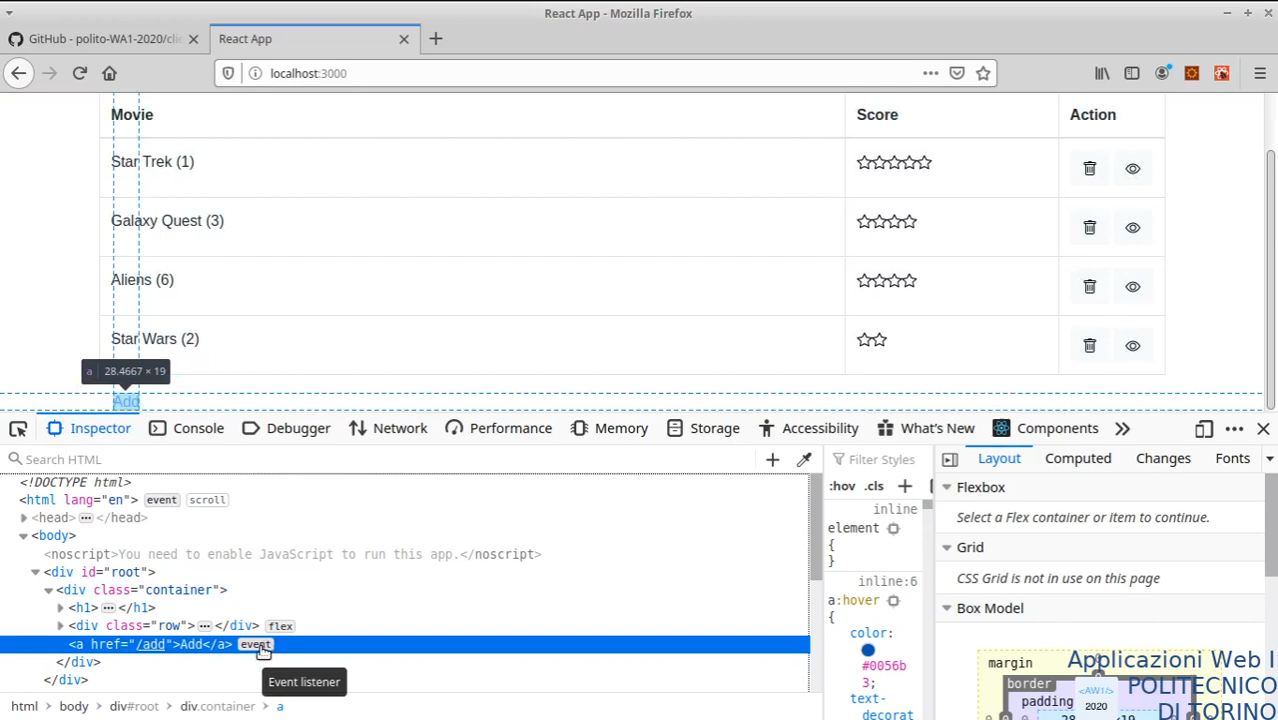 React App - Mozilla Firefox
GitHub - polito-WA1-2020/cli
React App
localhost:3000
Movie Score Action
Star Trek (1)
Galaxy Quest (3)
Aliens (6)
Star Wars (2)
a 28.4667 × 19
Add
Inspector Console Debugger Network Performance Memory Storage Accessibility What's New Components
Search HTML
Filter Styles
Layout Computed Changes Fonts
<!DOCTYPE html>
<html lang="en"> event scroll
<head> ••• </head>
<body>
<noscript>You need to enable JavaScript to run this app.</noscript>
<div id="root">
<div class="container">
<h1> ••• </h1>
<div class="row"> ••• </div> flex
<a href="/add">Add</a> event
</div>
</div>
Event listener
html body div#root div.container a
:hov .cls
inline
element
{
}
inline:6
a:hover
{
color:
#0056b
3;
text-
decorat
Flexbox
Select a Flex container or item to continue.
Grid
CSS Grid is not in use on this page
Box Model
margin
border
padding
Applicazioni Web I
POLITECNICO
DI TORINO
<AW1/>
2020